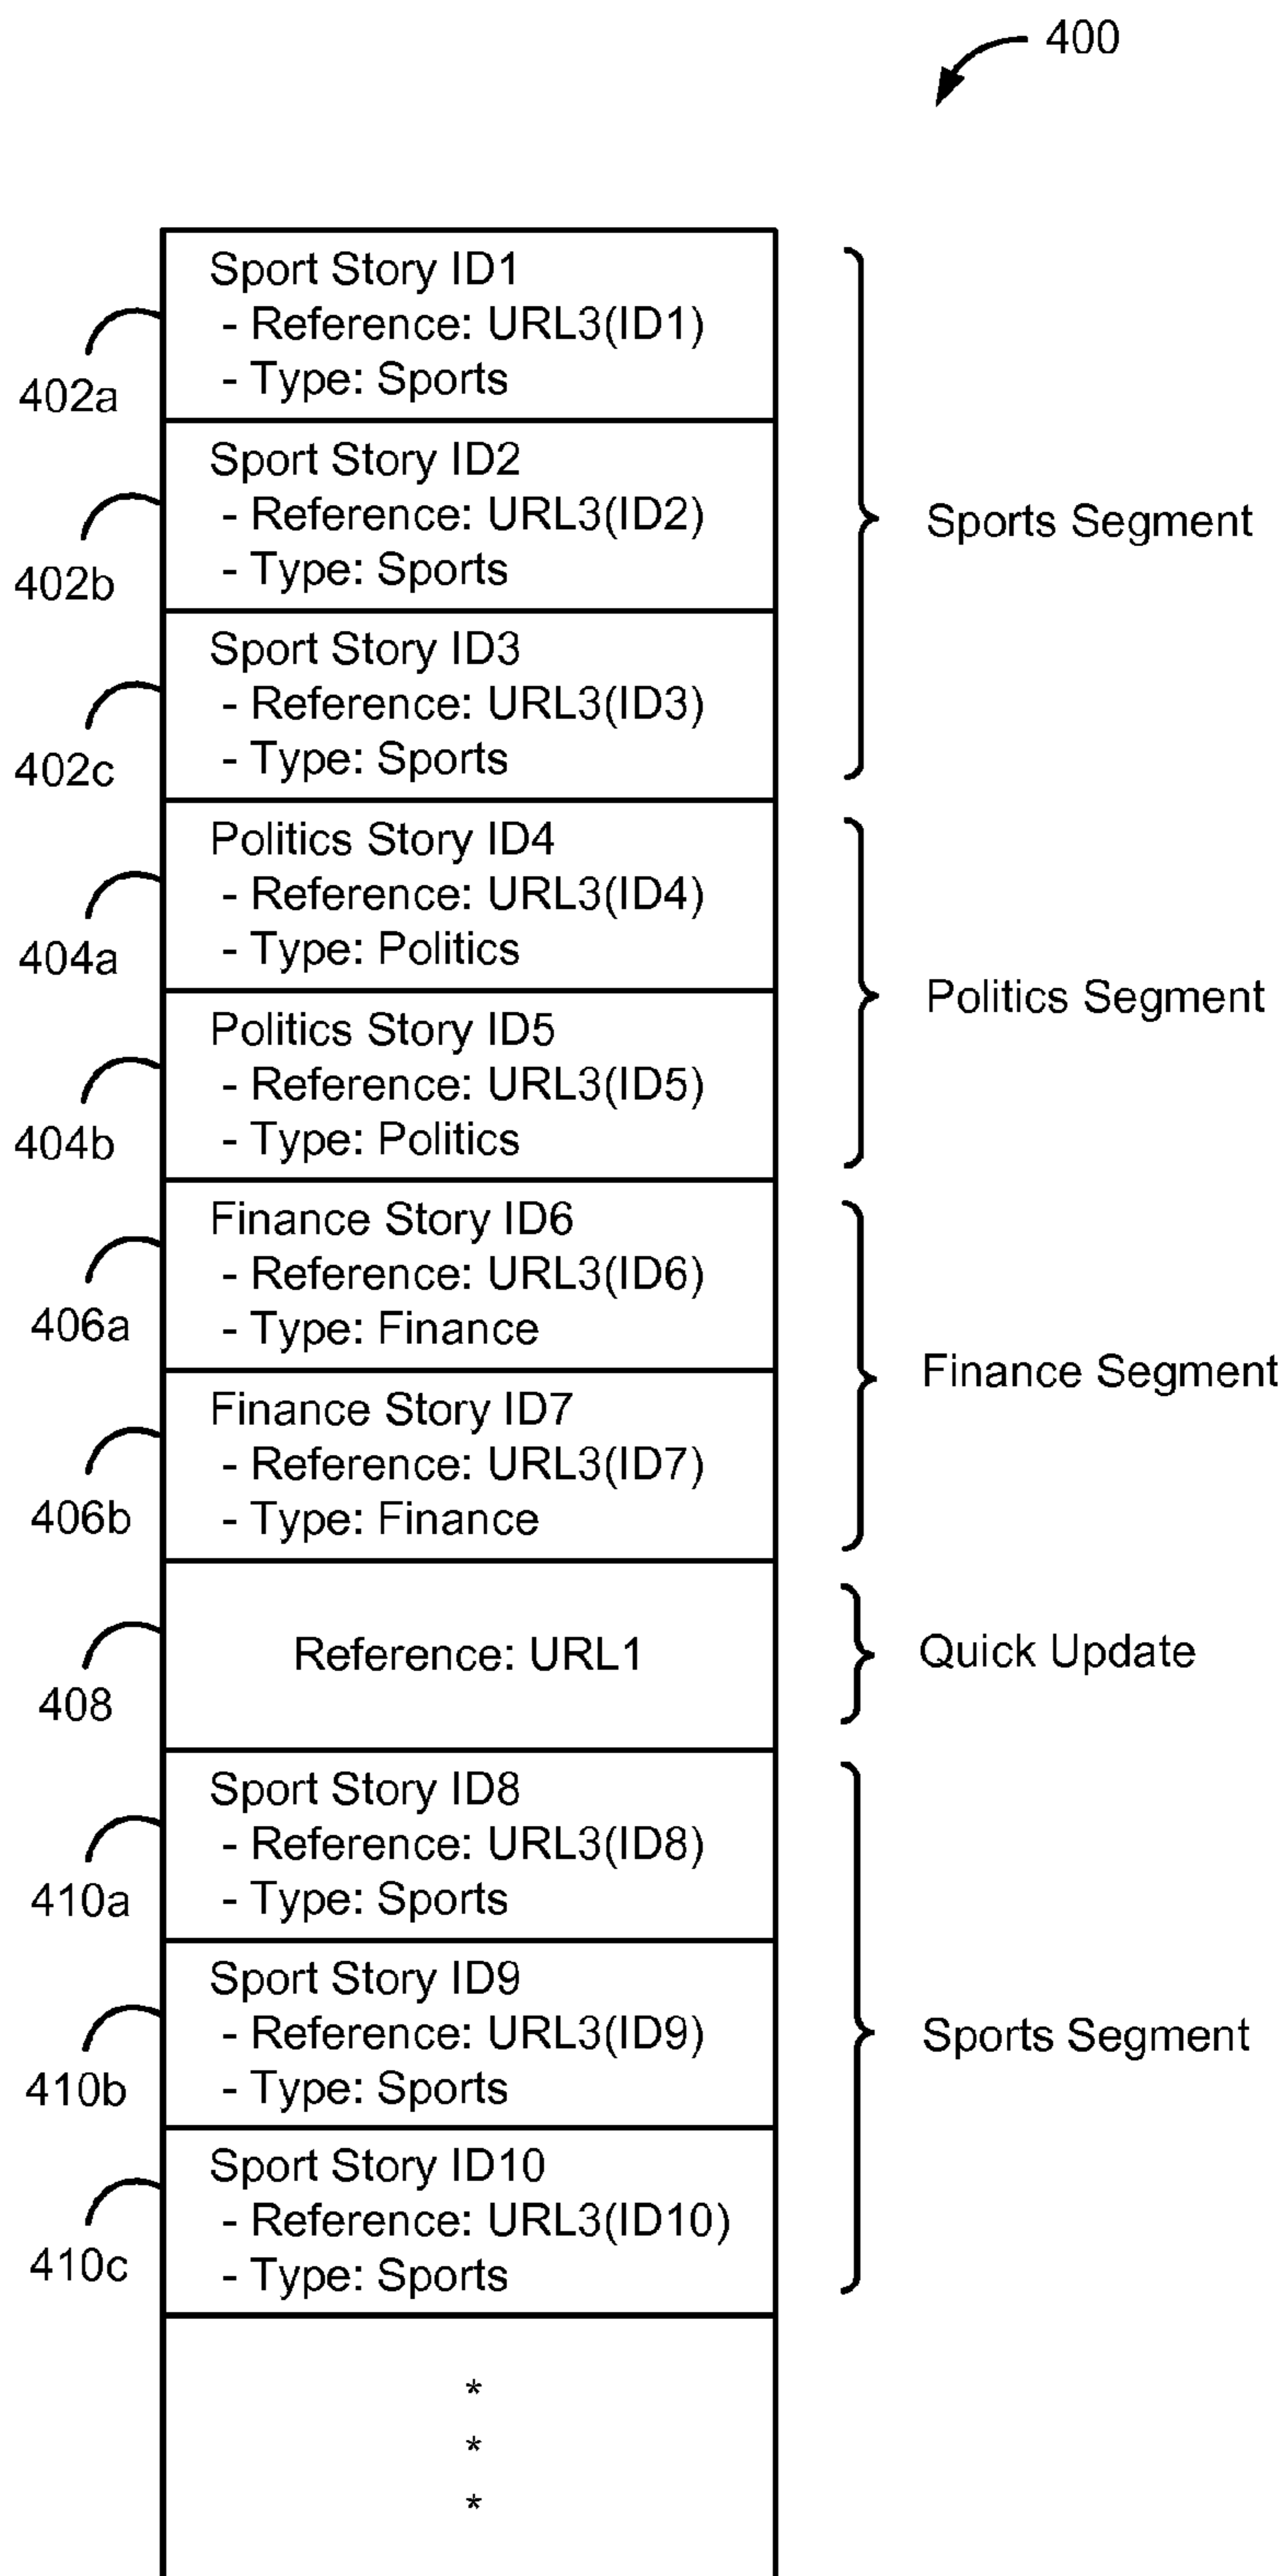 400
Sport Story ID1
- Reference: URL3(ID1)
- Type: Sports
402a
Sport Story ID2
- Reference: URL3(ID2)
- Type: Sports
402b
Sports Segment
Sport Story ID3
- Reference: URL3(ID3)
- Type: Sports
402c
Politics Story ID4
- Reference: URL3(ID4)
- Type: Politics
404a
Politics Segment
Politics Story ID5
- Reference: URL3(ID5)
- Type: Politics
404b
Finance Story ID6
- Reference: URL3(ID6)
- Type: Finance
406a
Finance Segment
Finance Story ID7
- Reference: URL3(ID7)
- Type: Finance
406b
Reference: URL1
408
Quick Update
Sport Story ID8
- Reference: URL3(ID8)
- Type: Sports
410a
Sport Story ID9
- Reference: URL3(ID9)
- Type: Sports
410b
Sports Segment
Sport Story ID10
- Reference: URL3(ID10)
- Type: Sports
410c
*
*
*